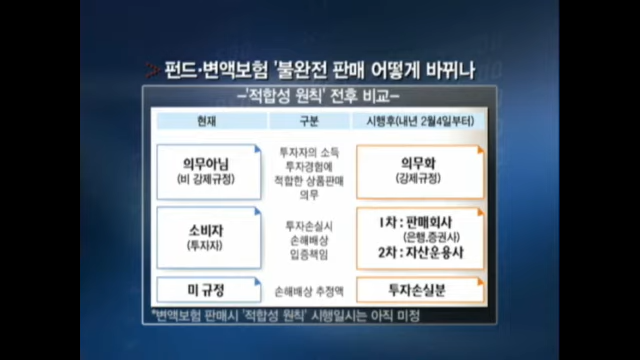 펀드·변액보험 '불완전 판매 어떻게 바뀌나
-'적합성 원칙' 전후 비교-
현재 구분 시행후(내년 2월4일부터)
의무아님
(비 강제규정)
투자자의 소득
투자경험에
적합한 상품판매
의무
의무화
(강제규정)
소비자
(투자자)
투자손실시
손해배상
입증책임
1차 : 판매회사
(은행,증권사)
2차 : 자산운용사
미 규정 손해배상 추정액 투자손실분
*변액보험 판매시 '적합성 원칙' 시행일시는 아직 미정